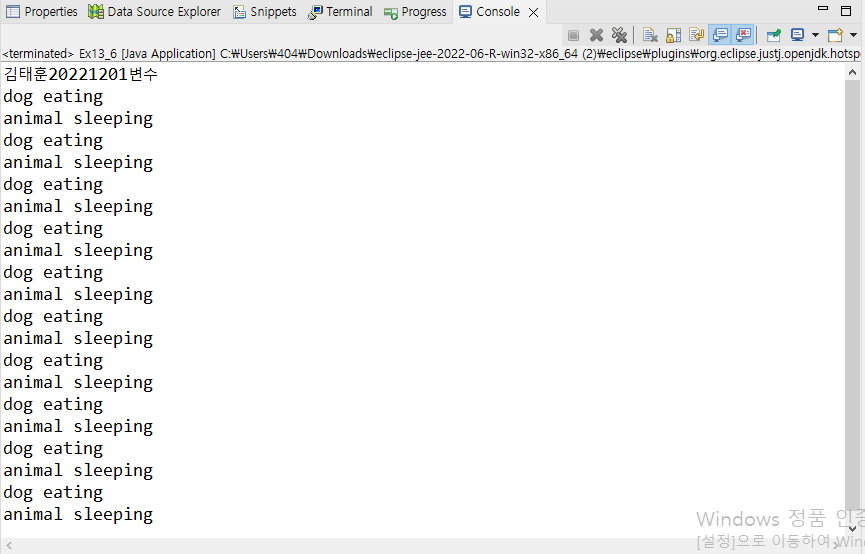 Properties Data Source Explorer Snippets Terminal Progress Console
<terminated> Ex13_6 [Java Application] C:₩Users₩404₩Downloads₩eclipse-jee-2022-06-R-win32-x86_64 (2)₩eclipse₩plugins₩org.eclipse.justj.openjdk.hotsp
김태훈20221201변수
dog eating
animal sleeping
dog eating
animal sleeping
dog eating
animal sleeping
dog eating
animal sleeping
dog eating
animal sleeping
dog eating
animal sleeping
dog eating
animal sleeping
dog eating
animal sleeping
dog eating
animal sleeping
dog eating
animal sleeping
Windows 정품 인증
[설정]으로 이동하여 Win